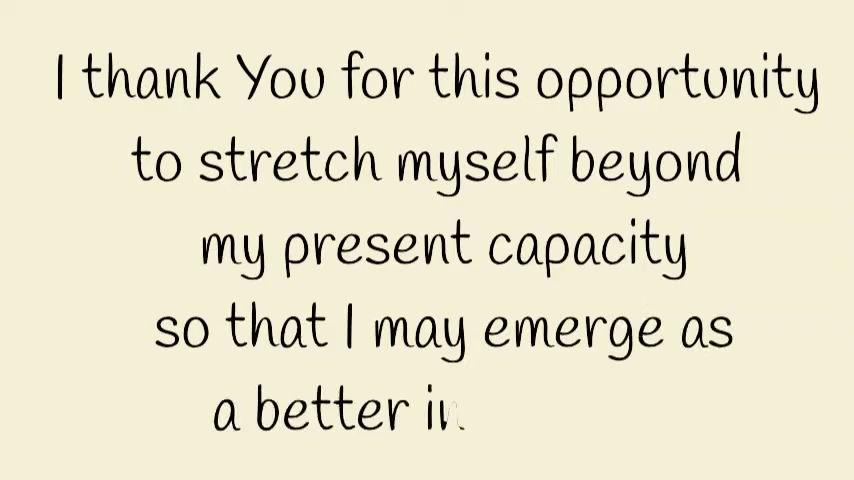 I thank You for this opportunity
to stretch myself beyond
my present capacity
so that I may emerge as
a better